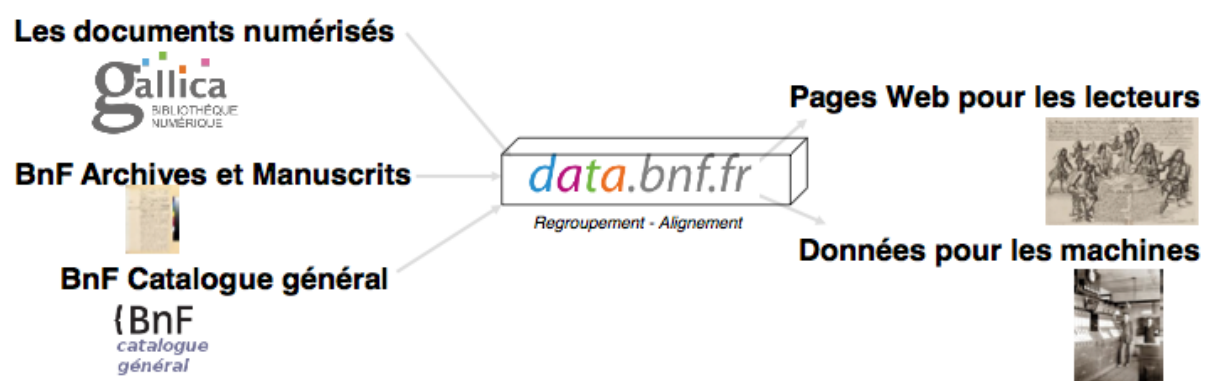 Les documents numérisés
gallica
BIBLIOTHÈQUE
NUMÉRIQUE
BnF Archives et Manuscrits
BnF Catalogue général
{BnF
catalogue
général
data.bnf.fr
Regroupement - Alignement
Pages Web pour les lecteurs
Données pour les machines